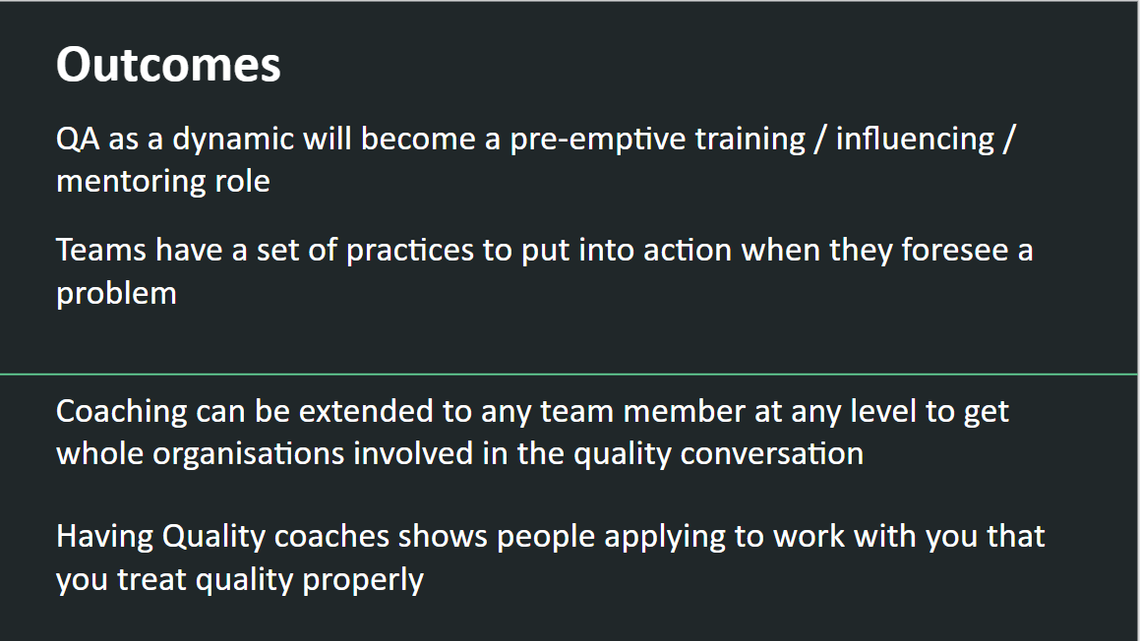 Outcomes
QA as a dynamic will become a pre-emptive training / influencing /
mentoring role
Teams have a set of practices to put into action when they foresee a
problem
Coaching can be extended to any team member at any level to get
whole organisations involved in the quality conversation
Having Quality coaches shows people applying to work with you that
you treat quality properly